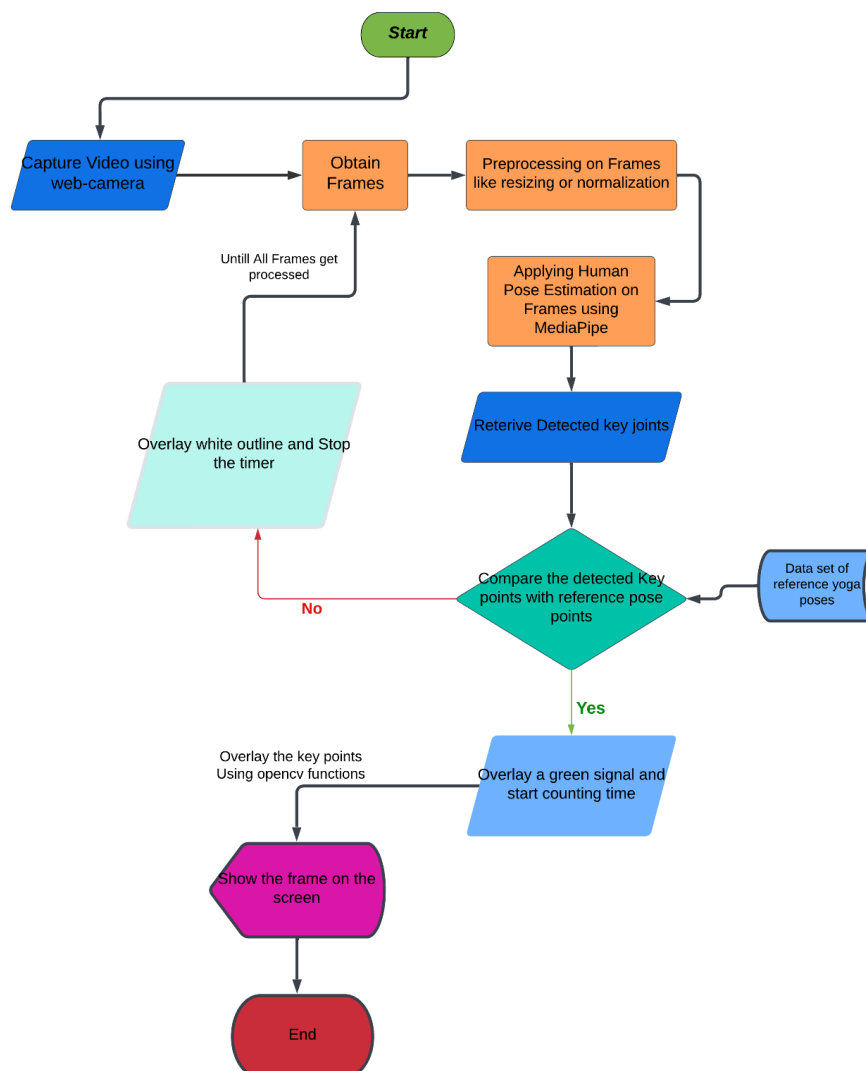 Start
Capture Video using
web-camera
Obtain
Frames
Preprocessing on Frames
like resizing or normalization
Untill All Frames get
processed
Applying Human
Pose Estimation on
Frames using
MediaPipe
Reterive Detected key joints
Overlay white outline and Stop
the timer
Compare the detected Key
points with reference pose
points
Data set of
reference yoga
poses
No
Yes
Overlay the key points
Using opencv functions
Overlay a green signal and
start counting time
Show the frame on the
screen
End